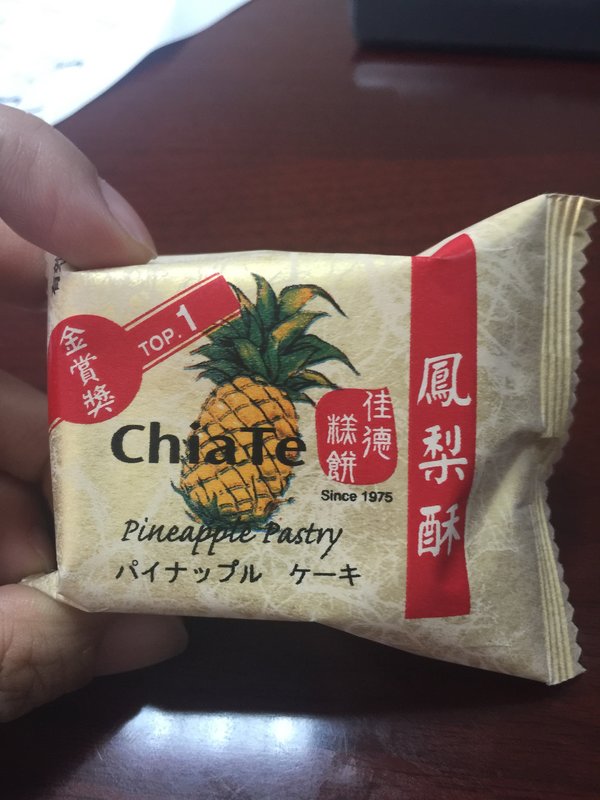 金賞獎
TOP.1
ChiaTe
佳德
糕餅
Since 1975
Pineapple Pastry
パイナップル ケーキ
鳳梨酥